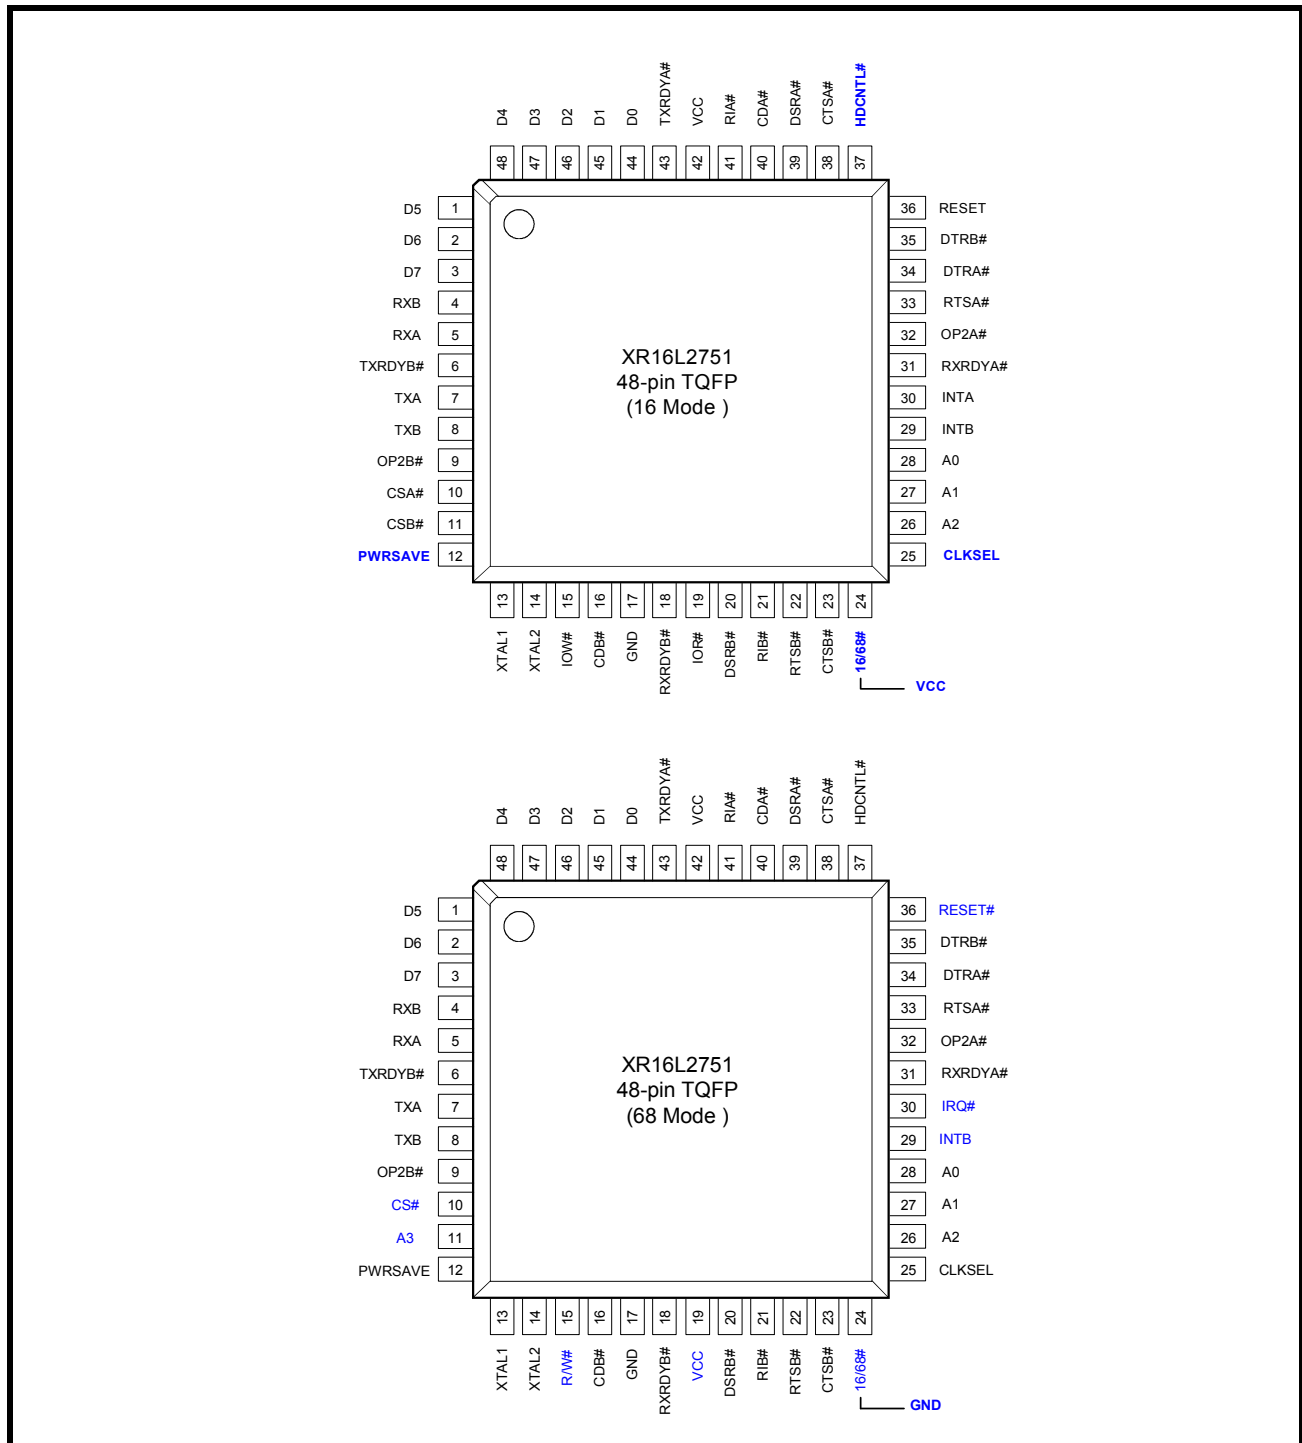 TXRDYA#
HDCNTL#
D4 D3 D2 D1 D0 VCC RIA# CDA# DSRA# CTSA#
48 47 46 45 44 43 42 41 40 39 38 37
D5 1 36 RESET
D6 2 35 DTRB#
D7 3 34 DTRA#
RXB 4 33 RTSA#
RXA 5 32 OP2A#
TXRDYB# 6 31 RXRDYA#
TXA 7 30 INTA
TXB 8 29 INTB
OP2B# 9 28 A0
CSA# 10 27 A1
CSB# 11 26 A2
PWRSAVE 12 25 CLKSEL
XR16L2751
48-pin TQFP
(16 Mode )
13 14 15 16 17 18 19 20 21 22 23 24
XTAL1 XTAL2 IOW# CDB# GND RXRDYB# IOR# DSRB# RIB# RTSB# CTSB# 16/68#
VCC
D4 D3 D2 D1 D0 TXRDYA# VCC RIA# CDA# DSRA# CTSA# HDCNTL#
48 47 46 45 44 43 42 41 40 39 38 37
D5 1 36 RESET#
D6 2 35 DTRB#
D7 3 34 DTRA#
RXB 4 33 RTSA#
RXA 5 32 OP2A#
TXRDYB# 6 31 RXRDYA#
TXA 7 30 IRQ#
TXB 8 29 INTB
OP2B# 9 28 A0
CS# 10 27 A1
A3 11 26 A2
PWRSAVE 12 25 CLKSEL
XR16L2751
48-pin TQFP
(68 Mode )
13 14 15 16 17 18 19 20 21 22 23 24
XTAL1 XTAL2 R/W# CDB# GND RXRDYB# VCC DSRB# RIB# RTSB# CTSB# 16/68#
GND